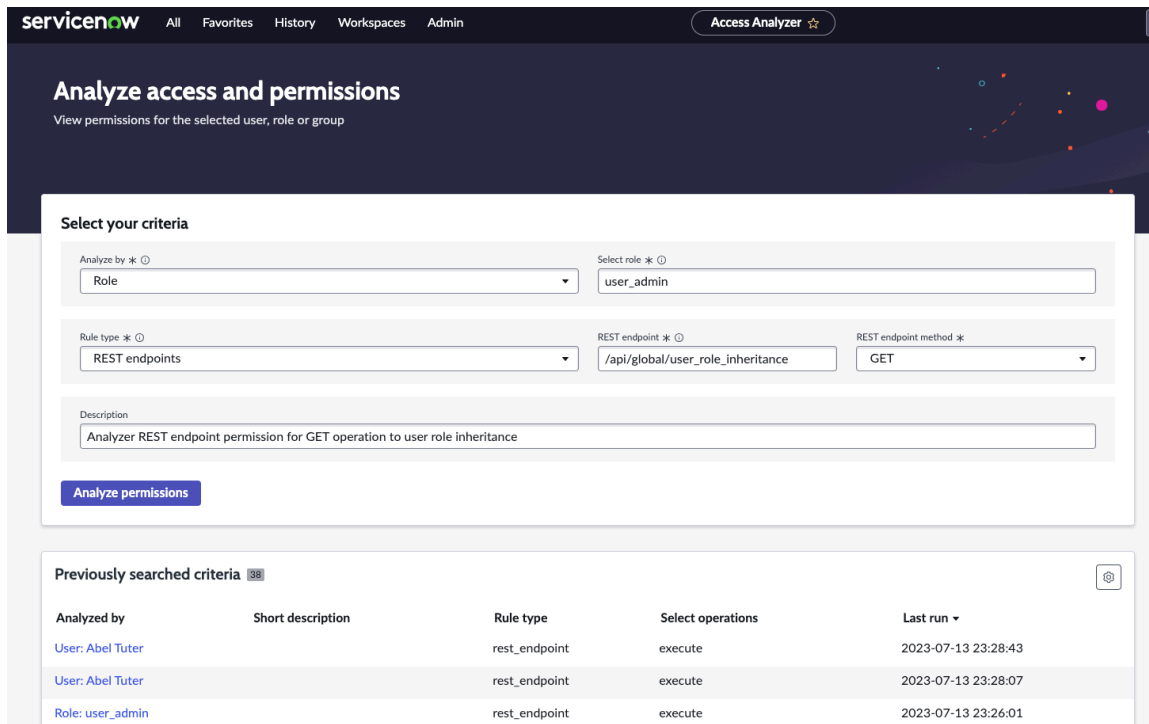 servicenow All Favorites History Workspaces Admin Access Analyzer
Analyze access and permissions
View permissions for the selected user, role or group
Select your criteria
Analyze by * Select role *
Role user_admin
Rule type * REST endpoint * REST endpoint method *
REST endpoints /api/global/user_role_inheritance GET
Description
Analyzer REST endpoint permission for GET operation to user role inheritance
Analyze permissions
Previously searched criteria 38
Analyzed by Short description Rule type Select operations Last run
User: Abel Tuter rest_endpoint execute 2023-07-13 23:28:43
User: Abel Tuter rest_endpoint execute 2023-07-13 23:28:07
Role: user_admin rest_endpoint execute 2023-07-13 23:26:01